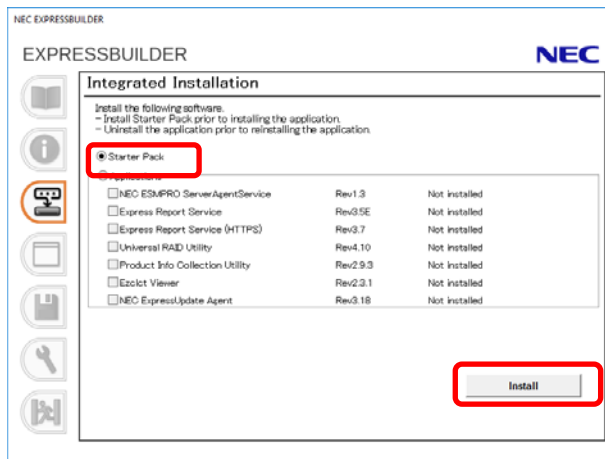 NEC EXPRESSBUILDER
EXPRESSBUILDER
NEC
Integrated Installation
Install the following software.
- Install Starter Pack prior to installing the application.
- Uninstall the application prior to reinstalling the application.
Starter Pack
NEC ESMPRO ServerAgentService Rev1.3 Not installed
Express Report Service Rev3.5E Not installed
Express Report Service (HTTPS) Rev3.7 Not installed
Universal RAID Utility Rev4.10 Not installed
Product Info Collection Utility Rev2.9.3 Not installed
Ezclct Viewer Rev2.3.1 Not installed
NEC ExpressUpdate Agent Rev3.18 Not installed
Install